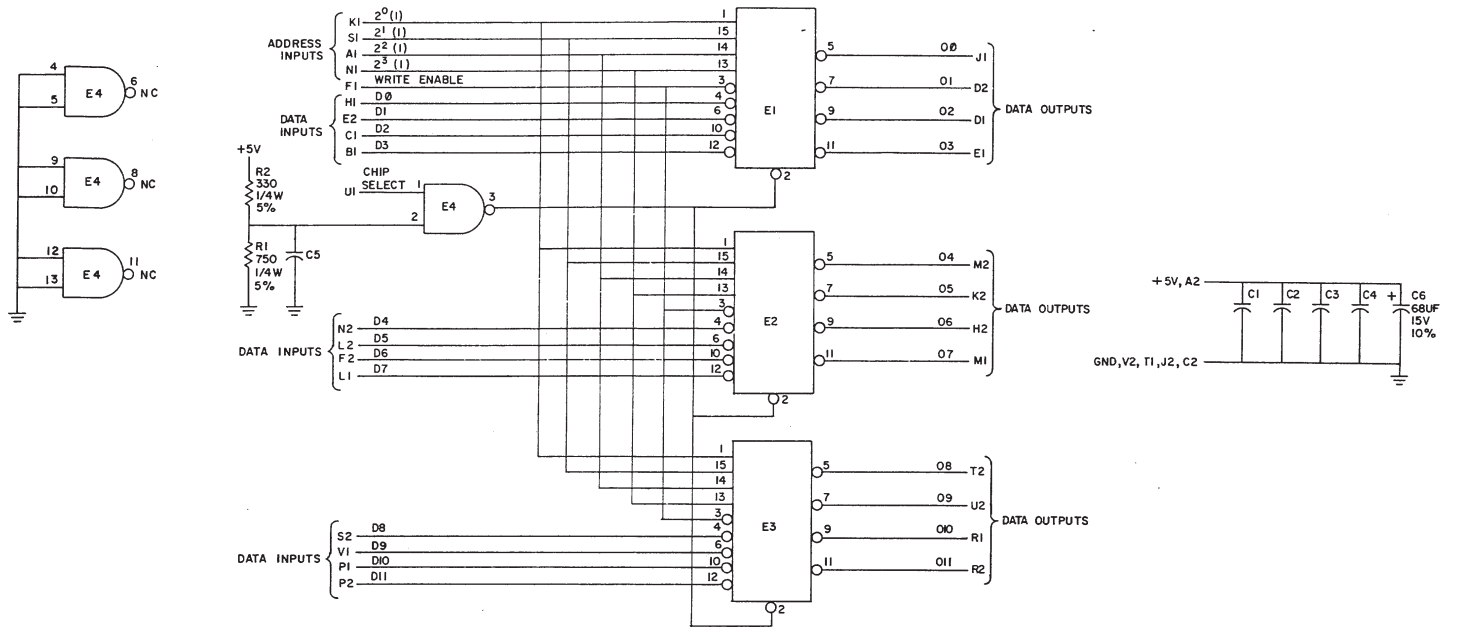 4
5
E4
6
NC
9
10
E4
8
NC
12
13
E4
11
NC
+5V
R2
330
1/4W
5%
R1
750
1/4W
5%
C5
ADDRESS
INPUTS
K1 2⁰(1) 1
S1 2¹ (1) 15
A1 2² (1) 14
N1 2³ (1) 13
F1 WRITE ENABLE 3
DATA
INPUTS
H1 D0 4
E2 D1 6
C1 D2 10
B1 D3 12
E1
2
5 O0 J1
7 O1 D2
9 O2 D1
11 O3 E1
DATA OUTPUTS
CHIP
SELECT
U1
1
2
E4
3
1
15
14
13
3
DATA INPUTS
N2 D4 4
L2 D5 6
F2 D6 10
L1 D7 12
E2
2
5 O4 M2
7 O5 K2
9 O6 H2
11 O7 M1
DATA OUTPUTS
1
15
14
13
3
DATA INPUTS
S2 D8 4
V1 D9 6
P1 D10 10
P2 D11 12
E3
2
5 O8 T2
7 O9 U2
9 O10 R1
11 O11 R2
DATA OUTPUTS
+5V, A2
C1
C2
C3
C4
+
C6
68UF
15V
10%
GND,V2, T1,J2, C2